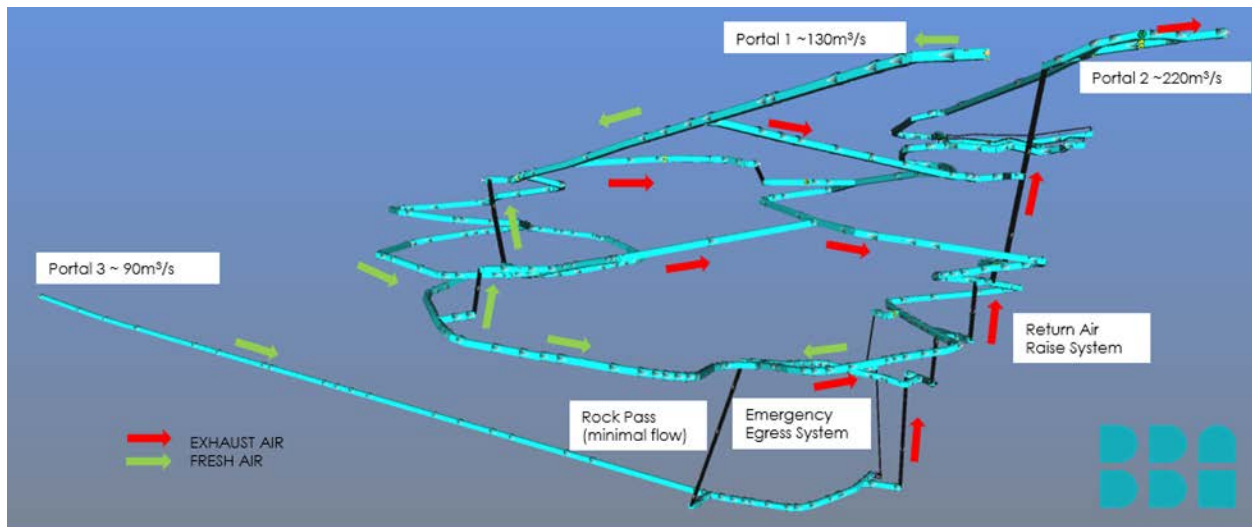 Portal 1 ~130m³/s
Portal 2 ~220m³/s
Portal 3 ~ 90m³/s
Return Air
Raise System
Rock Pass
(minimal flow)
Emergency
Egress System
EXHAUST AIR
FRESH AIR